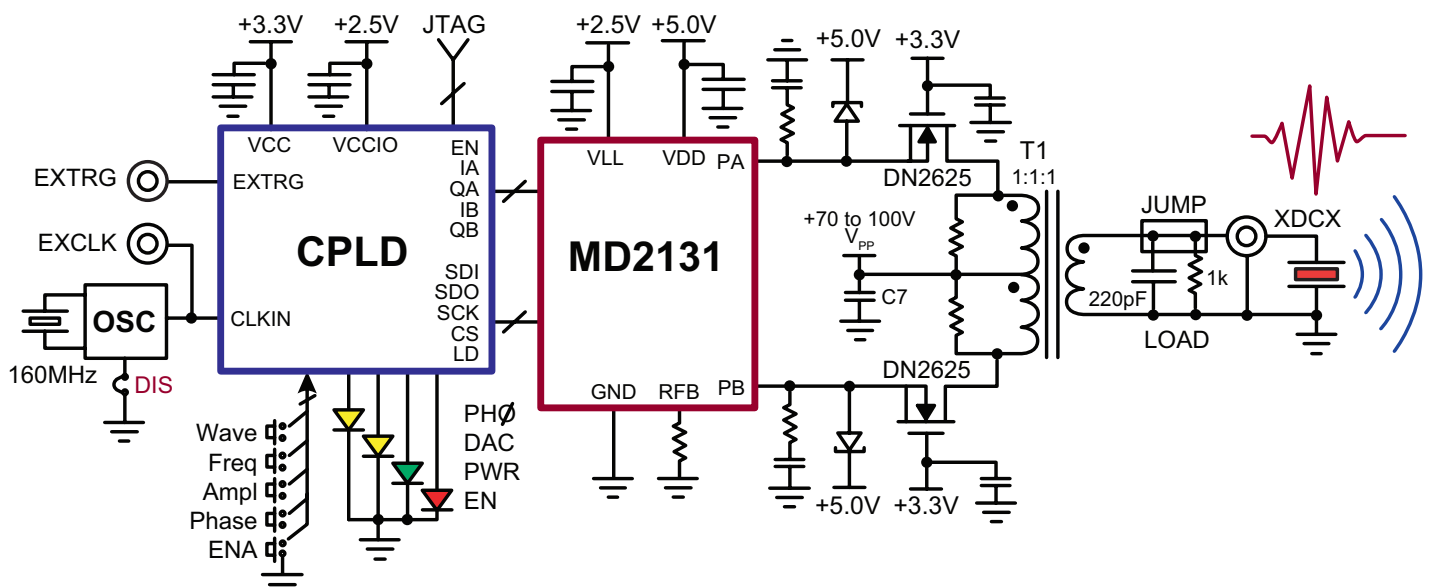 +3.3V
+2.5V
JTAG
+2.5V
+5.0V
+5.0V
+3.3V
VCC
VCCIO
EN
IA
QA
IB
QB
SDI
SDO
SCK
CS
LD
EXTRG
EXTRG
EXCLK
CPLD
OSC
CLKIN
160MHz
DIS
Wave
Freq
Ampl
Phase
ENA
PHØ
DAC
PWR
EN
VLL
VDD
PA
MD2131
GND
RFB
PB
DN2625
T1
1:1:1
+70 to 100V
VPP
C7
DN2625
+5.0V
+3.3V
JUMP
XDCX
220pF
1k
LOAD